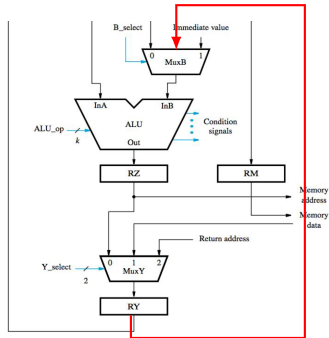 B_select
Immediate value
0
1
MuxB
InA
InB
ALU
ALU_op
k
Out
Condition
signals
RZ
RM
Memory
address
Memory
data
Return address
Y_select
2
0
1
2
MuxY
RY